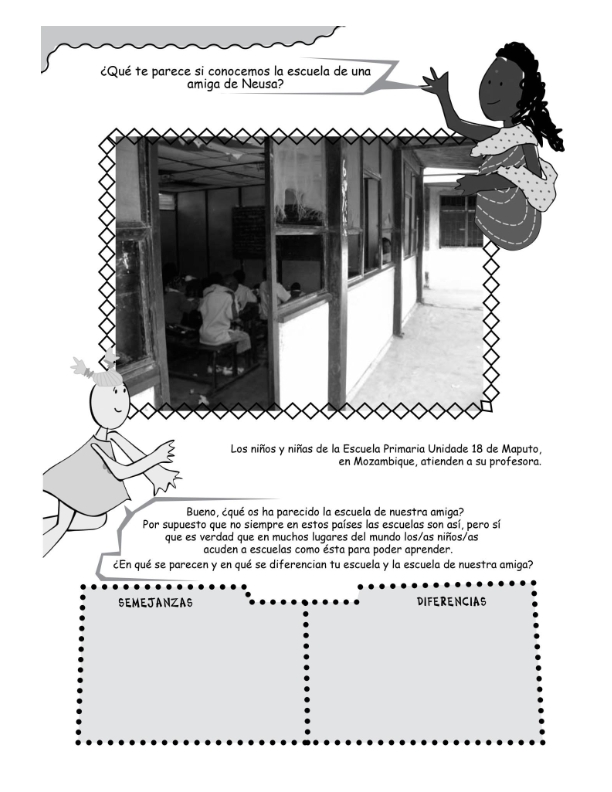 ¿Qué te parece si conocemos la escuela de una
amiga de Neusa?
Los niños y niñas de la Escuela Primaria Unidade 18 de Maputo,
en Mozambique, atienden a su profesora.
Bueno, ¿qué os ha parecido la escuela de nuestra amiga?
Por supuesto que no siempre en estos países las escuelas son así, pero sí
que es verdad que en muchos lugares del mundo los/as niños/as
acuden a escuelas como ésta para poder aprender.
¿En qué se parecen y en qué se diferencian tu escuela y la escuela de nuestra amiga?
SEMEJANZAS
DIFERENCIAS